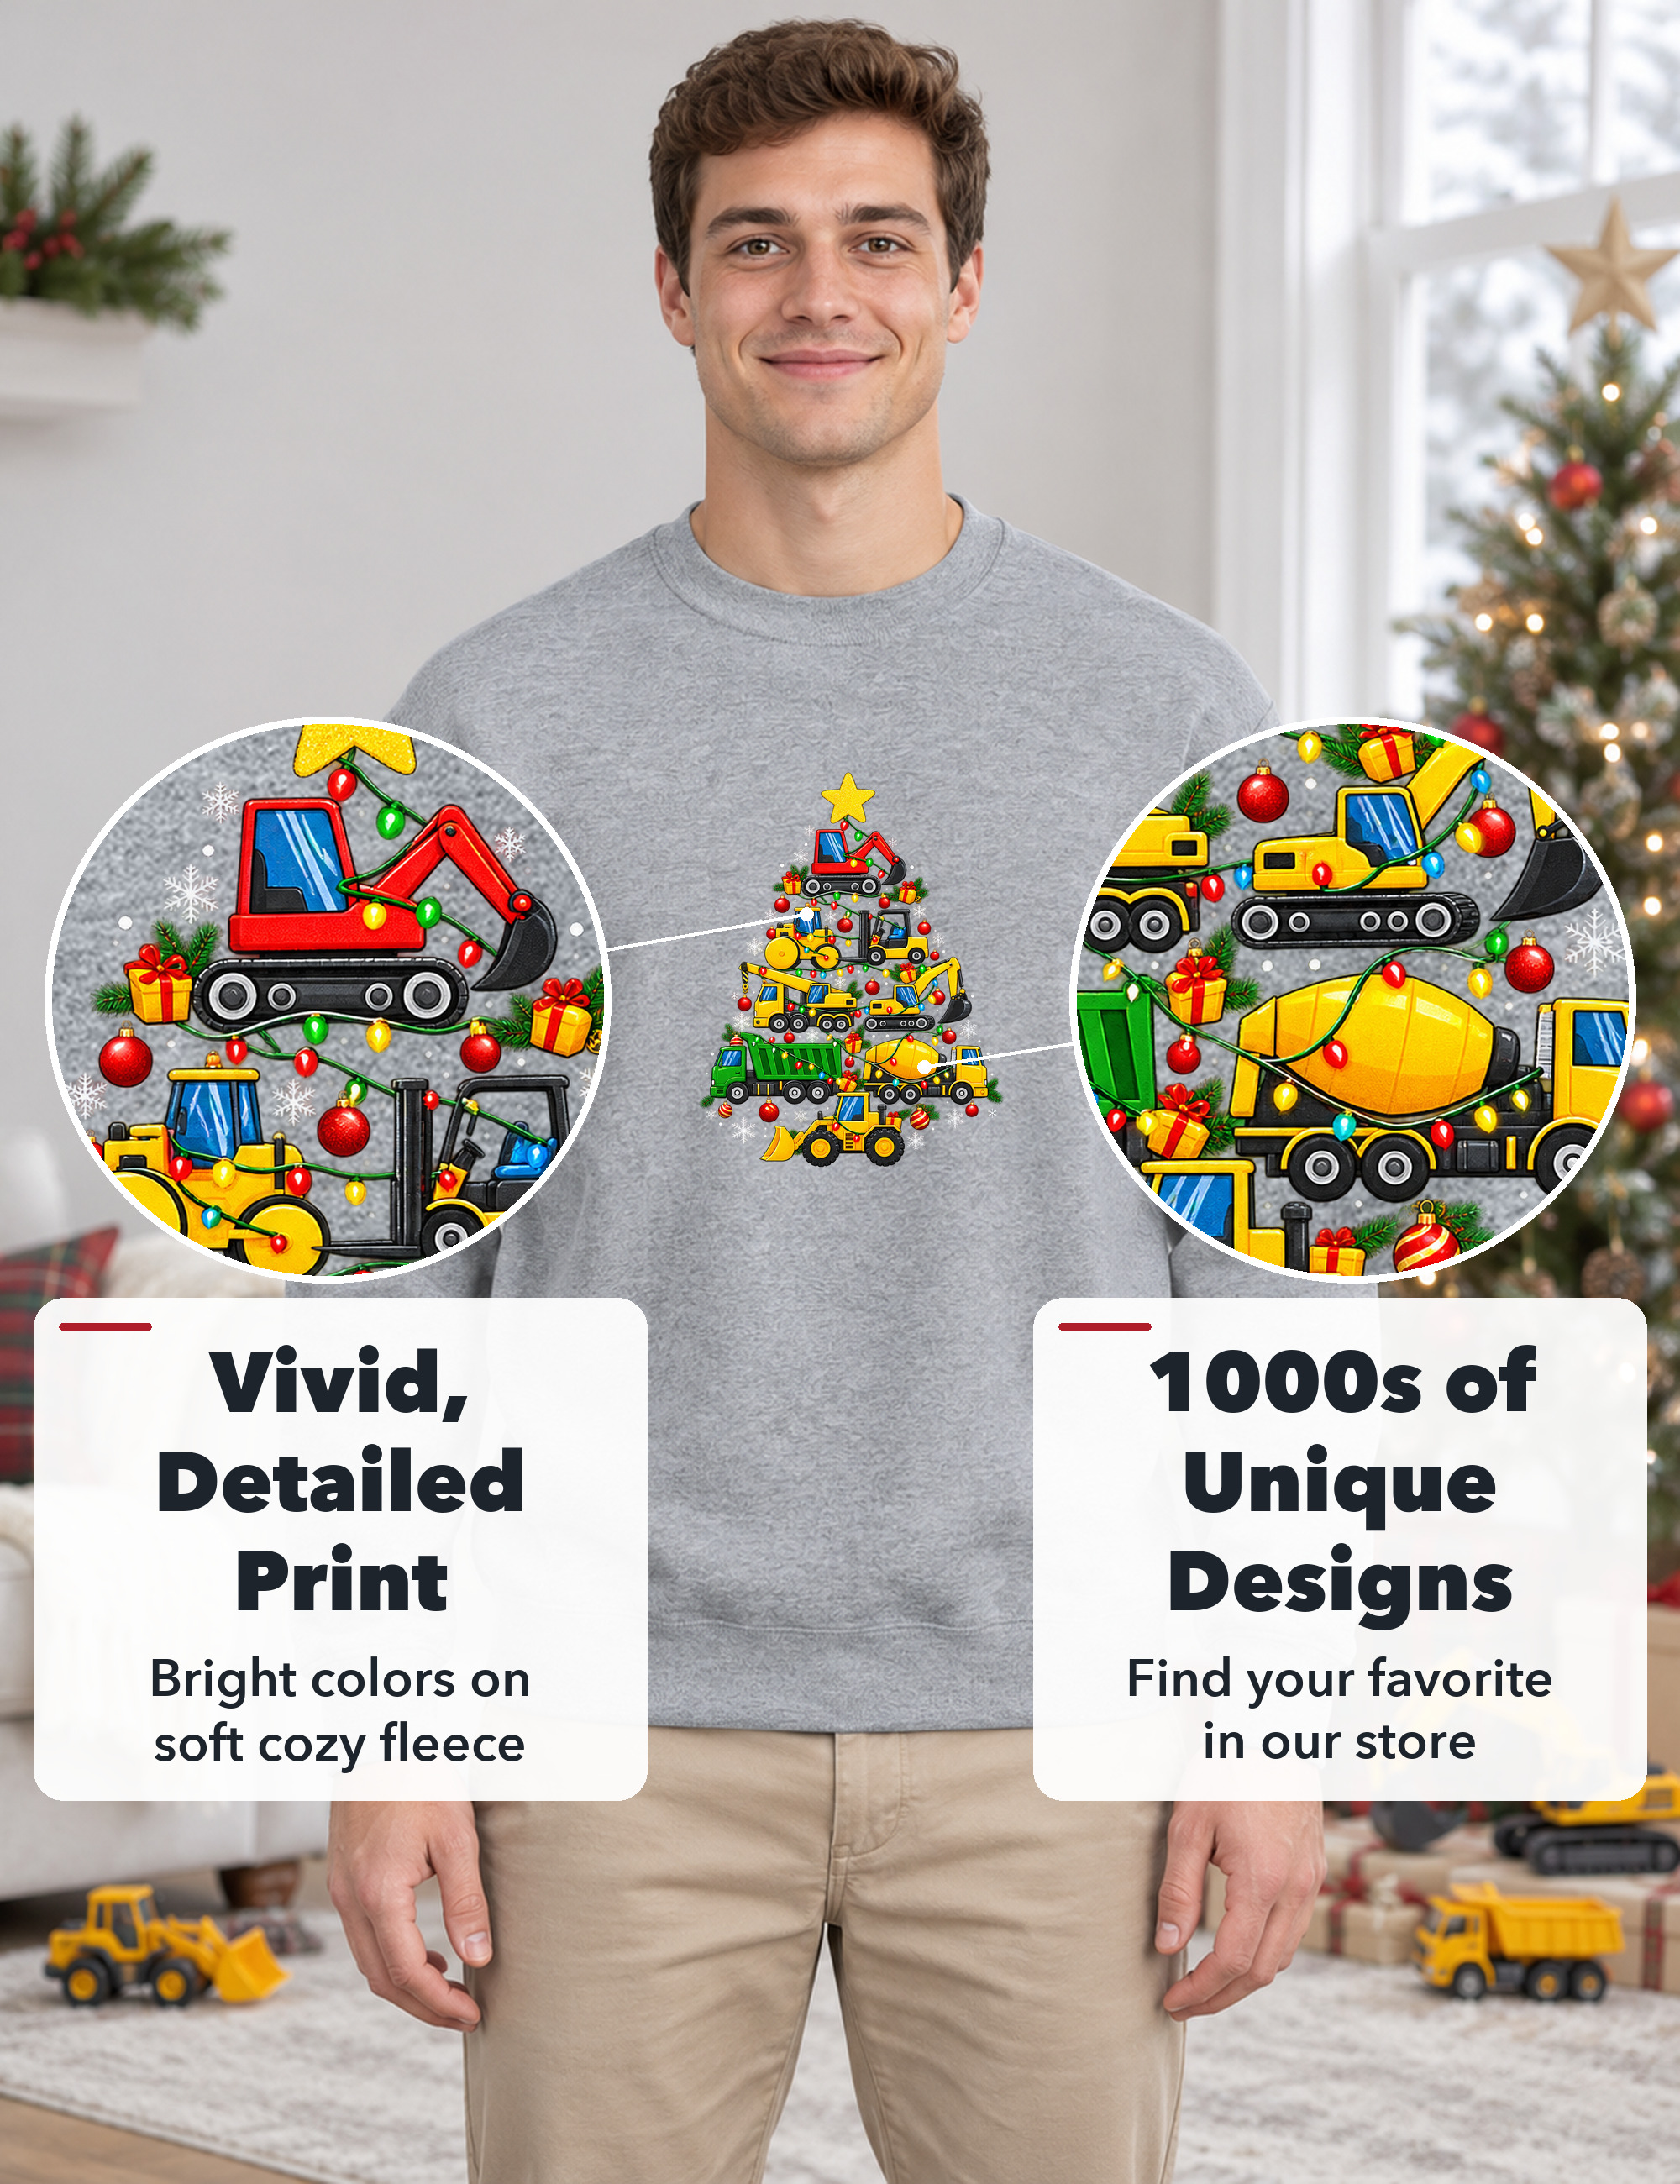 Vivid,
Detailed
Print
Bright colors on
soft cozy fleece
1000s of
Unique
Designs
Find your favorite
in our store